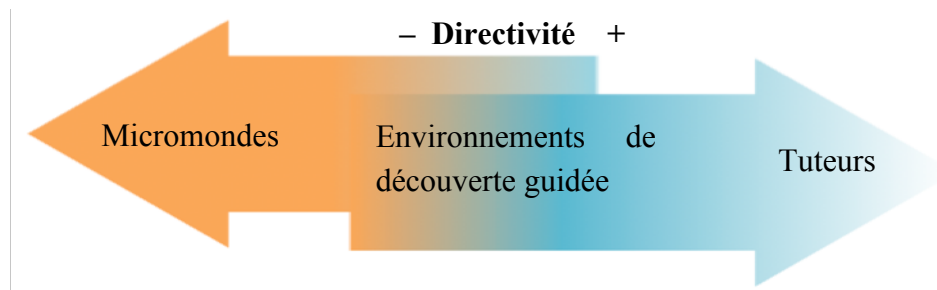 – Directivité +
Micromondes
Environnements de
découverte guidée
Tuteurs